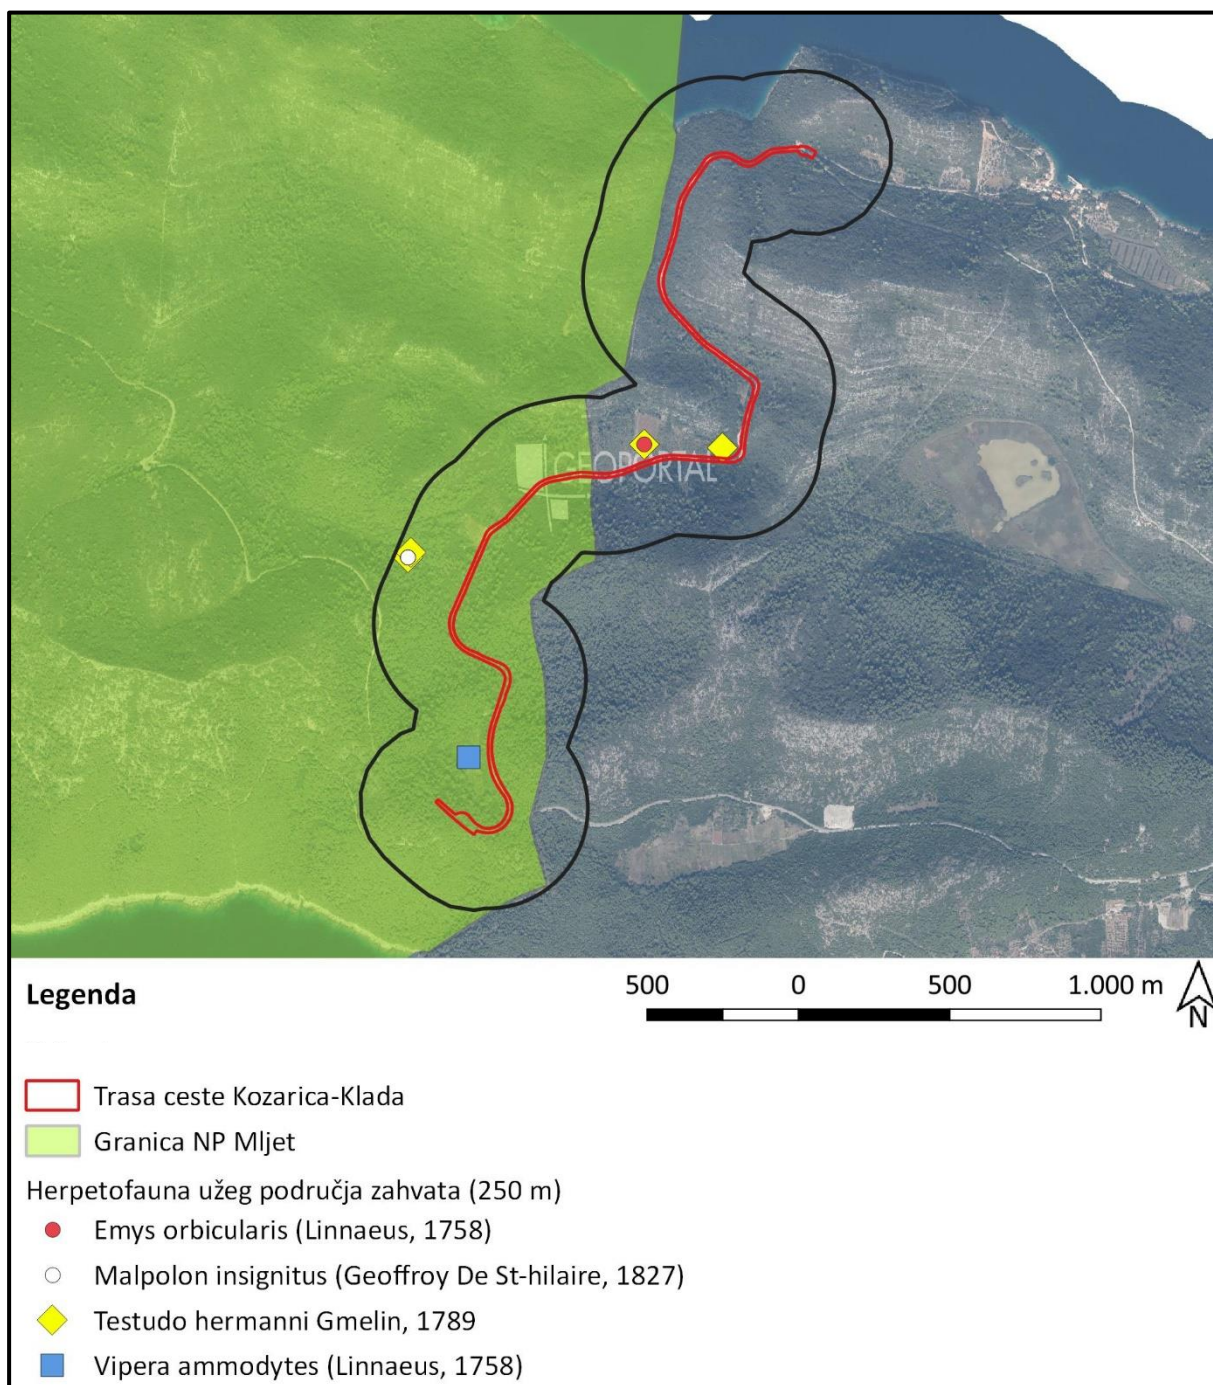 GEOPORTAL
Legenda
500 0 500 1.000 m
N
Trasa ceste Kozarica-Klada
Granica NP Mljet
Herpetofauna užeg područja zahvata (250 m)
Emys orbicularis (Linnaeus, 1758)
Malpolon insignitus (Geoffroy De St-hilaire, 1827)
Testudo hermanni Gmelin, 1789
Vipera ammodytes (Linnaeus, 1758)